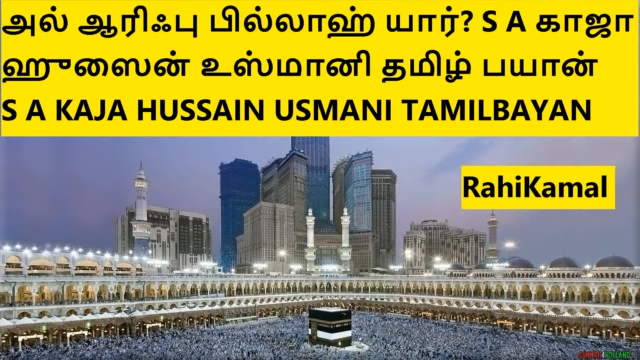 அல் ஆரிஃபு பில்லாஹ் யார்? S A காஜா
ஹுஸைன் உஸ்மானி தமிழ் பயான்
S A KAJA HUSSAIN USMANI TAMILBAYAN
RahiKamal